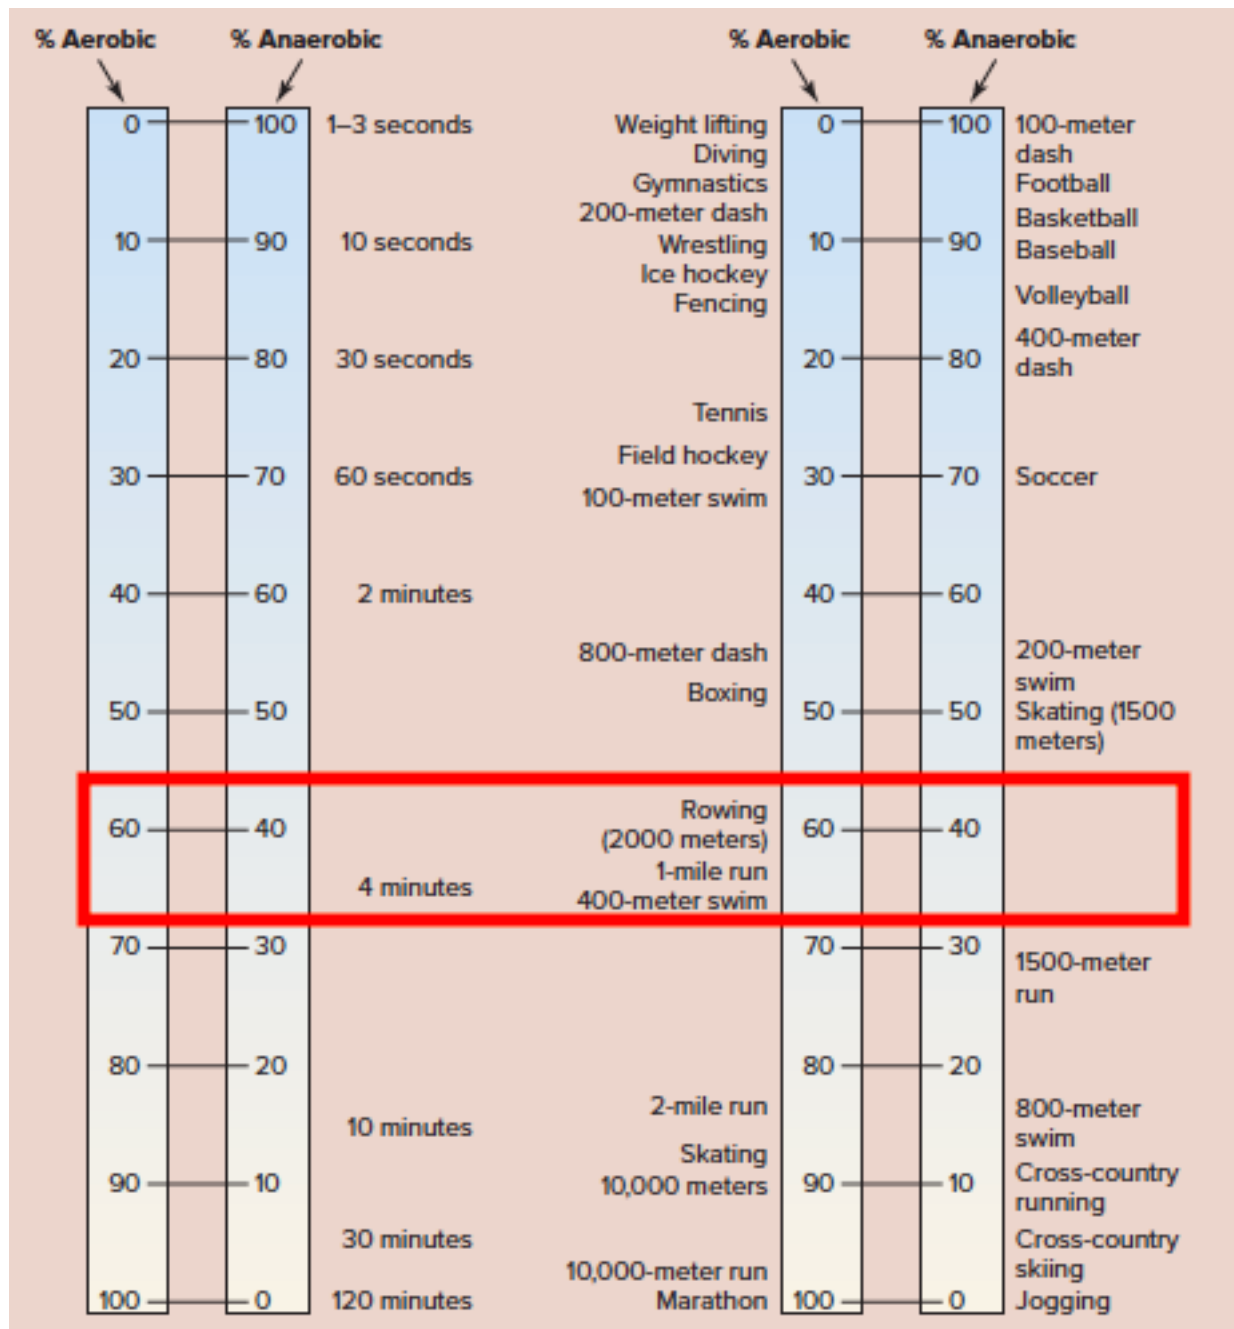 % Aerobic % Anaerobic
0 100 1–3 seconds
10 90 10 seconds
20 80 30 seconds
30 70 60 seconds
40 60 2 minutes
50 50
60 40
4 minutes
70 30
80 20
10 minutes
90 10
30 minutes
100 0 120 minutes
% Aerobic % Anaerobic
Weight lifting 0 100 100-meter
Diving dash
Gymnastics Football
200-meter dash Basketball
Wrestling 10 90 Baseball
Ice hockey
Fencing Volleyball
400-meter
20 80 dash
Tennis
Field hockey
30 70 Soccer
100-meter swim
40 60
800-meter dash 200-meter
swim
Boxing
50 50 Skating (1500
meters)
Rowing
60 40
(2000 meters)
1-mile run
400-meter swim
70 30
1500-meter
run
80 20
2-mile run 800-meter
swim
Skating
Cross-country
10,000 meters 90 10
running
Cross-country
10,000-meter run skiing
Marathon 100 0 Jogging